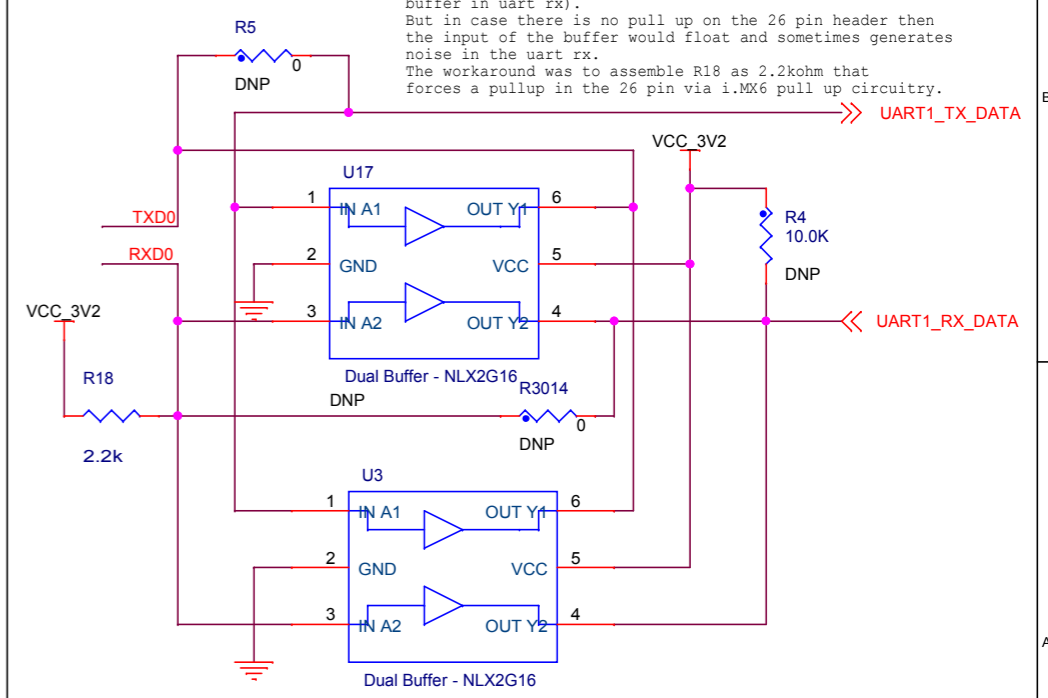 buffer in uart rx).
But in case there is no pull up on the 26 pin header then
the input of the buffer would float and sometimes generates
noise in the uart rx.
The workaround was to assemble R18 as 2.2kohm that
forces a pullup in the 26 pin via i.MX6 pull up circuitry.
R5
0
DNP
B
UART1_TX_DATA
VCC_3V2
U17
1
IN A1
OUT Y1
6
TXD0
R4
10.0K
2
GND
VCC
5
RXD0
DNP
VCC_3V2
3
IN A2
OUT Y2
4
UART1_RX_DATA
R18
Dual Buffer - NLX2G16
DNP
R3014
0
DNP
2.2k
U3
1
IN A1
OUT Y1
6
2
GND
VCC
5
3
IN A2
OUT Y2
4
A
Dual Buffer - NLX2G16